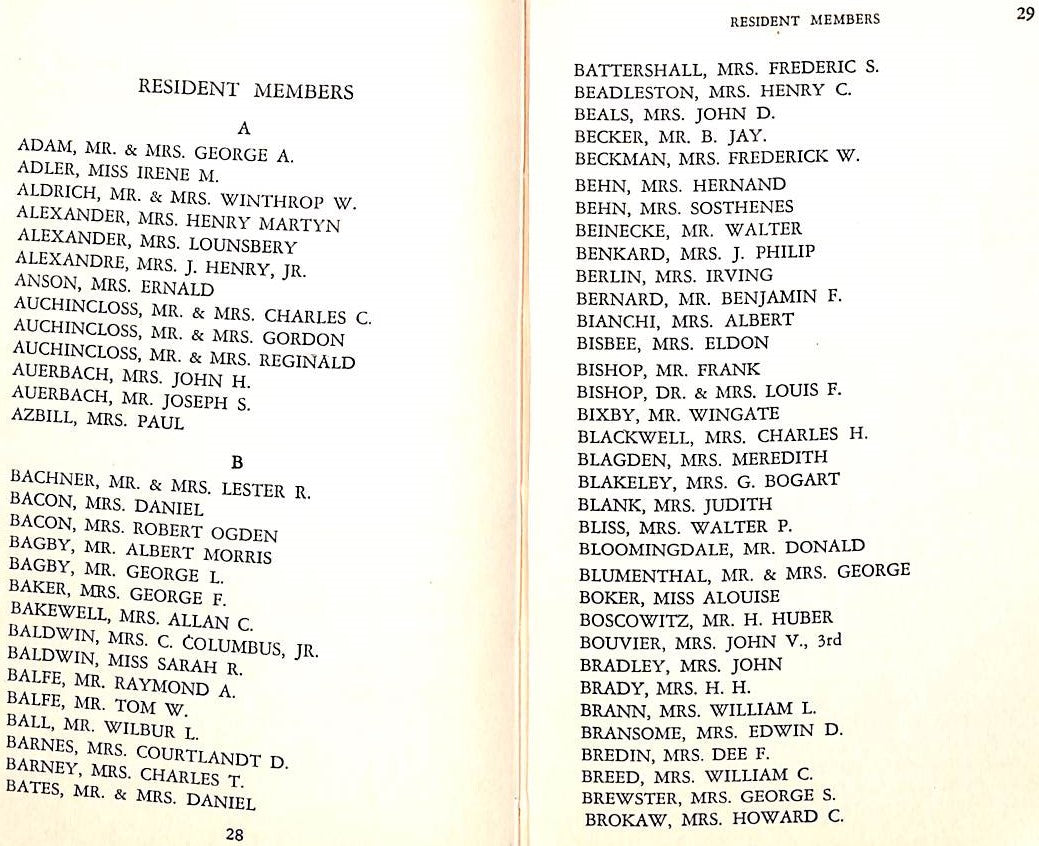 RESIDENT MEMBERS
A
ADAM, MR. & MRS. GEORGE A.
ADLER, MISS IRENE M.
ALDRICH, MR. & MRS. WINTHROP W.
ALEXANDER, MRS. HENRY MARTYN
ALEXANDER, MRS. LOUNSBERY
ALEXANDRE, MRS. J. HENRY, JR.
ANSON, MRS. ERNALD
AUCHINCLOSS, MR. & MRS. CHARLES C.
AUCHINCLOSS, MR. & MRS. GORDON
AUCHINCLOSS, MR. & MRS. REGINALD
AUERBACH, MRS. JOHN H.
AUERBACH, MR. JOSEPH S.
AZBILL, MRS. PAUL
B
BACHNER, MR. & MRS. LESTER R.
BACON, MRS. DANIEL
BACON, MRS. ROBERT OGDEN
BAGBY, MR. ALBERT MORRIS
BAGBY, MR. GEORGE L.
BAKER, MRS. GEORGE F.
BAKEWELL, MRS. ALLAN C.
BALDWIN, MRS. C. COLUMBUS, JR.
BALDWIN, MISS SARAH R.
BALFE, MR. RAYMOND A.
BALFE, MR. TOM W.
BALL, MR. WILBUR L.
BARNES, MRS. COURTLANDT D.
BARNEY, MRS. CHARLES T.
BATES, MR. & MRS. DANIEL
28
RESIDENT MEMBERS 29
BATTERSHALL, MRS. FREDERIC S.
BEADLESTON, MRS. HENRY C.
BEALS, MRS. JOHN D.
BECKER, MR. B. JAY.
BECKMAN, MRS. FREDERICK W.
BEHN, MRS. HERNAND
BEHN, MRS. SOSTHENES
BEINECKE, MR. WALTER
BENKARD, MRS. J. PHILIP
BERLIN, MRS. IRVING
BERNARD, MR. BENJAMIN F.
BIANCHI, MRS. ALBERT
BISBEE, MRS. ELDON
BISHOP, MR. FRANK
BISHOP, DR. & MRS. LOUIS F.
BIXBY, MR. WINGATE
BLACKWELL, MRS. CHARLES H.
BLAGDEN, MRS. MEREDITH
BLAKELEY, MRS. G. BOGART
BLANK, MRS. JUDITH
BLISS, MRS. WALTER P.
BLOOMINGDALE, MR. DONALD
BLUMENTHAL, MR. & MRS. GEORGE
BOKER, MISS ALOUISE
BOSCOWITZ, MR. H. HUBER
BOUVIER, MRS. JOHN V., 3rd
BRADLEY, MRS. JOHN
BRADY, MRS. H. H.
BRANN, MRS. WILLIAM L.
BRANSOME, MRS. EDWIN D.
BREDIN, MRS. DEE F.
BREED, MRS. WILLIAM C.
BREWSTER, MRS. GEORGE S.
BROKAW, MRS. HOWARD C.